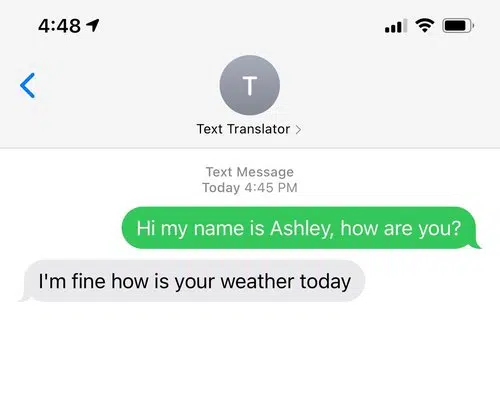 4:48
T
Text Translator
Text Message
Today 4:45 PM
Hi my name is Ashley, how are you?
I'm fine how is your weather today